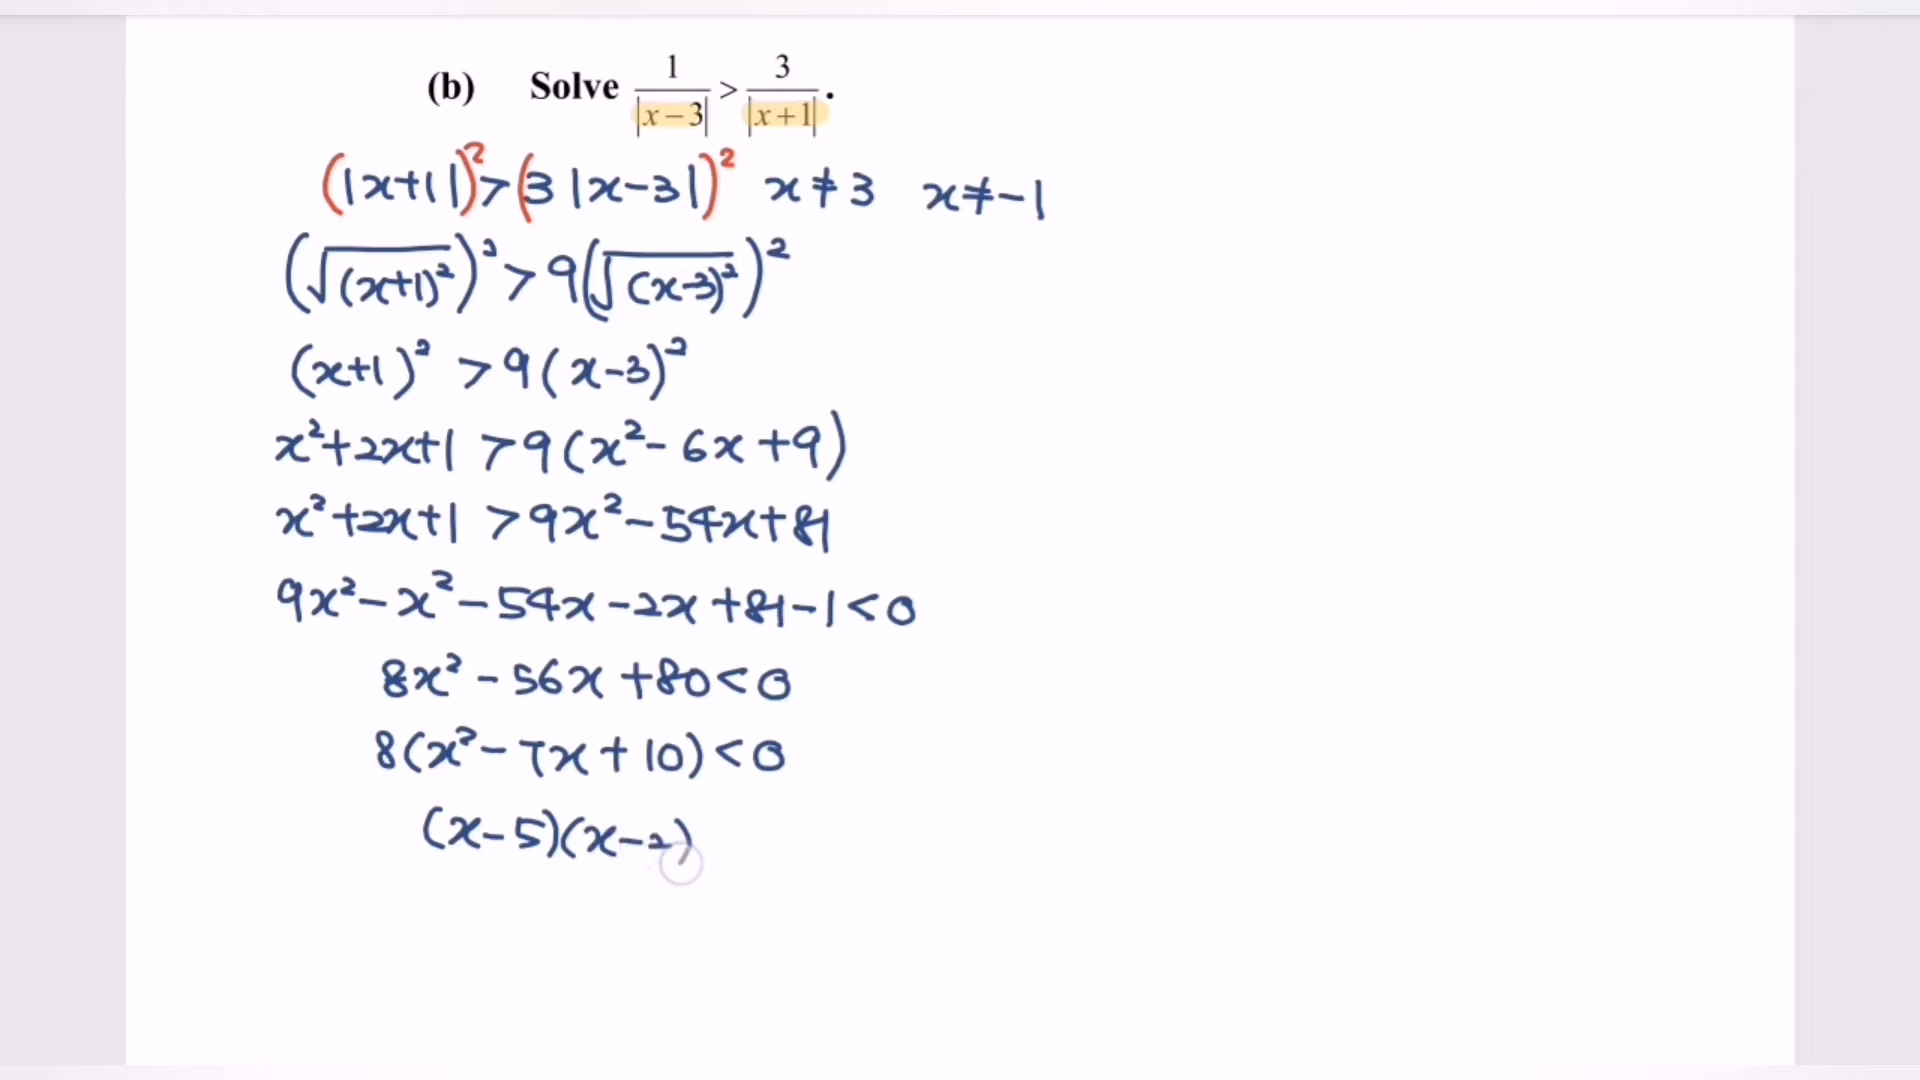 (b) Solve 1/|x − 3| > 3/|x + 1| .
(|x+1|)² > (3|x−3|)² x ≠ 3 x ≠ −1
(√(x+1)²)² > 9(√(x−3)²)²
(x+1)² > 9(x−3)²
x²+2x+1 > 9(x²−6x+9)
x²+2x+1 > 9x²−54x+81
9x²−x²−54x−2x+81−1<0
8x²−56x+80<0
8(x²−7x+10)<0
(x−5)(x−2)